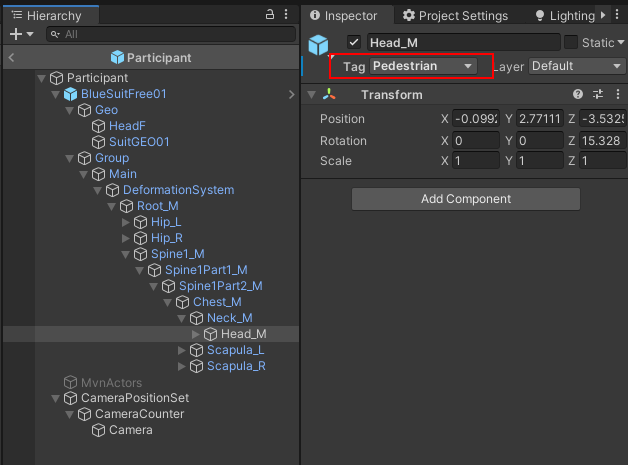 Hierarchy
All
Participant
Participant
BlueSuitFree01
Geo
HeadF
SuitGEO01
Group
Main
DeformationSystem
Root_M
Hip_L
Hip_R
Spine1_M
Spine1Part1_M
Spine1Part2_M
Chest_M
Neck_M
Head_M
Scapula_L
Scapula_R
MvnActors
CameraPositionSet
CameraCounter
Camera
Inspector Project Settings Lighting
Head_M Static
Tag Pedestrian Layer Default
Transform
Position X -0.0992 Y 2.77111 Z -3.5325
Rotation X 0 Y 0 Z 15.328
Scale X 1 Y 1 Z 1
Add Component